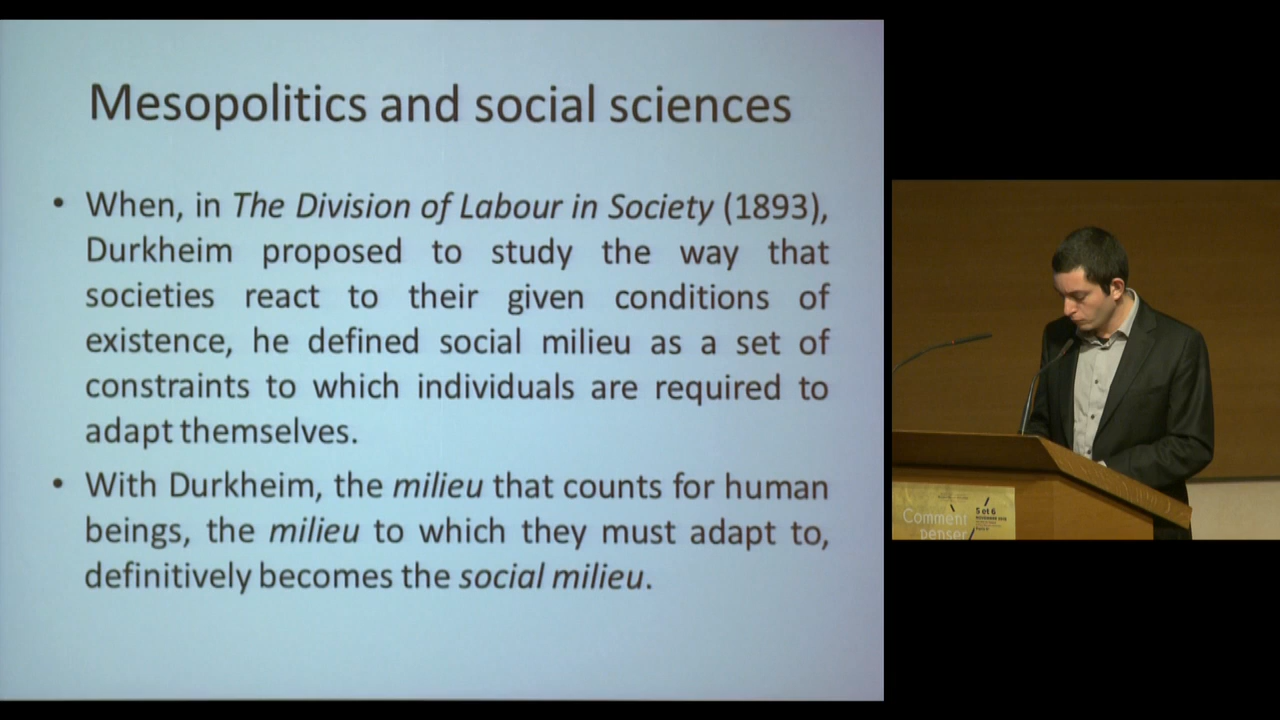 Mesopolitics and social sciences
• When, in The Division of Labour in Society (1893),
Durkheim proposed to study the way that
societies react to their given conditions of
existence, he defined social milieu as a set of
constraints to which individuals are required to
adapt themselves.
• With Durkheim, the milieu that counts for human
beings, the milieu to which they must adapt to,
definitively becomes the social milieu.
Comment
penser
5 et 6